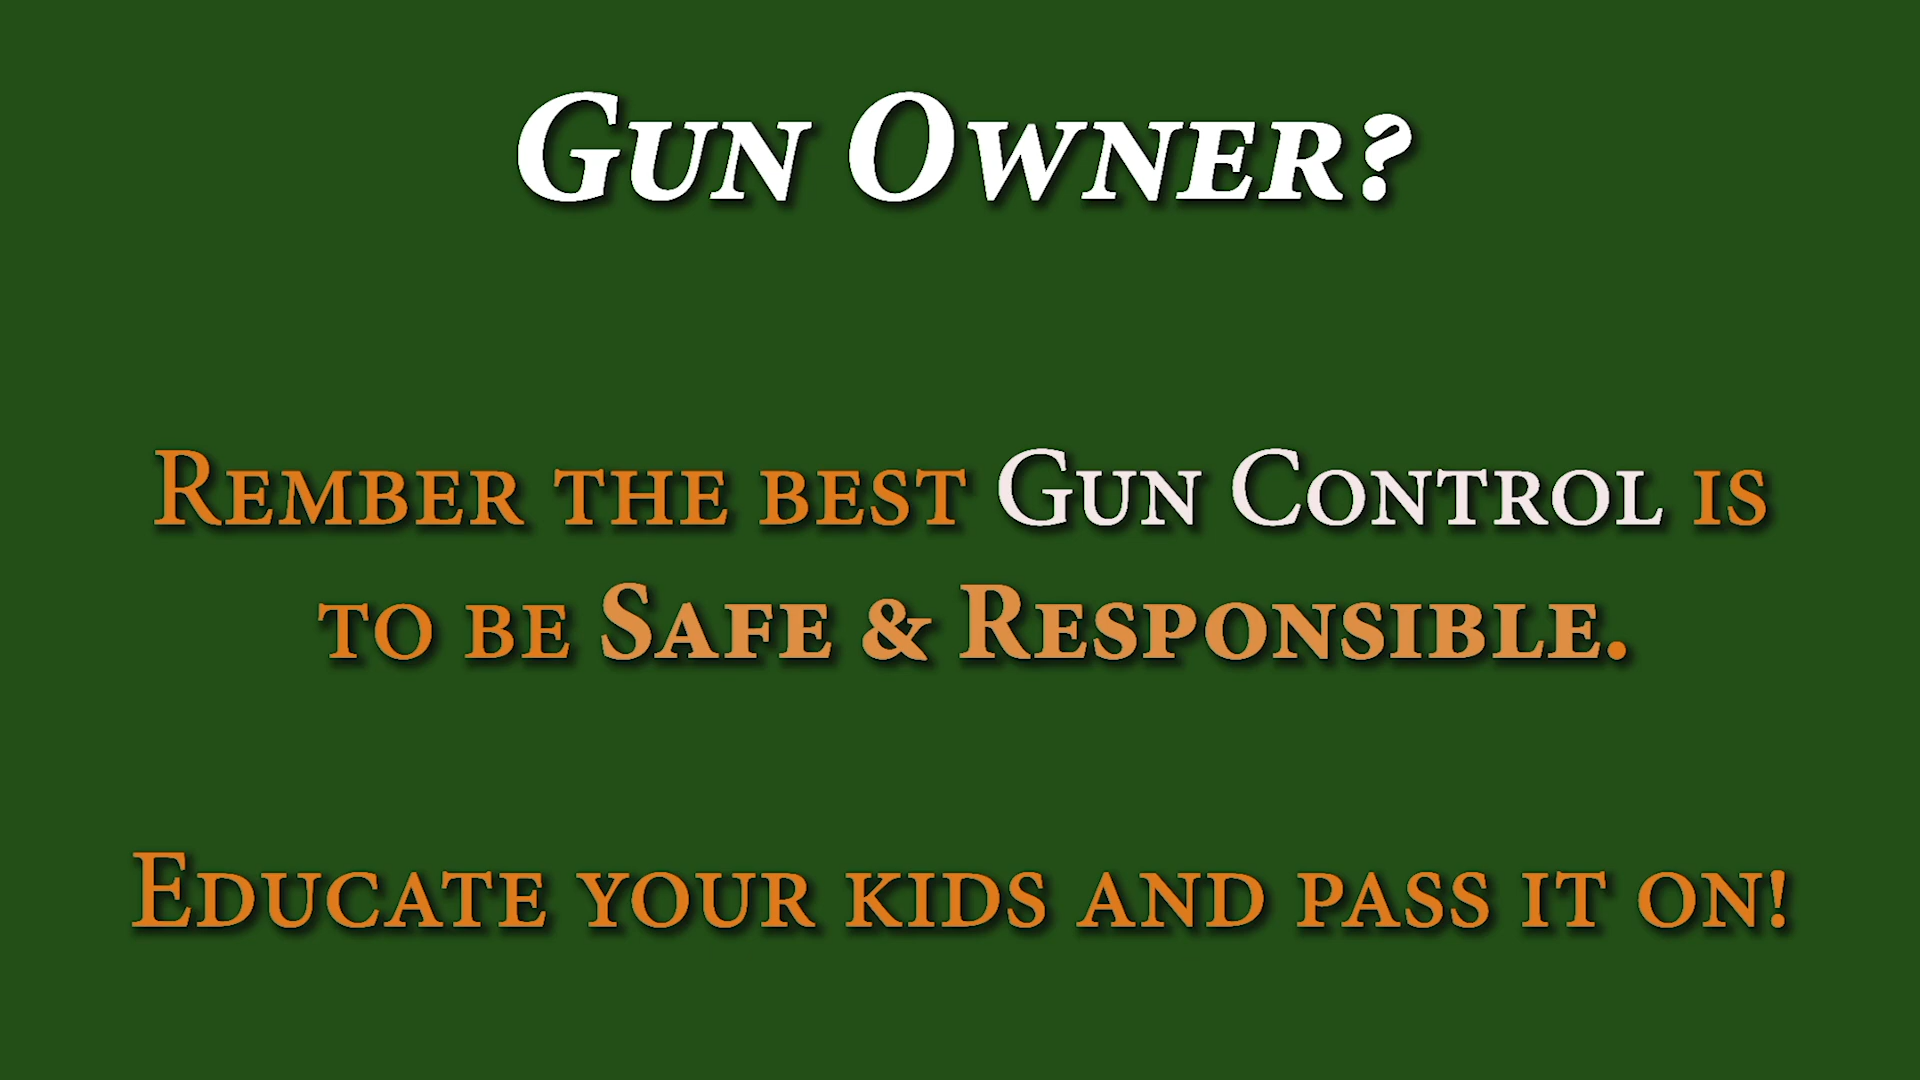 Gun Owner?
Rember the best Gun Control is
to be Safe & Responsible.
Educate your kids and pass it on!